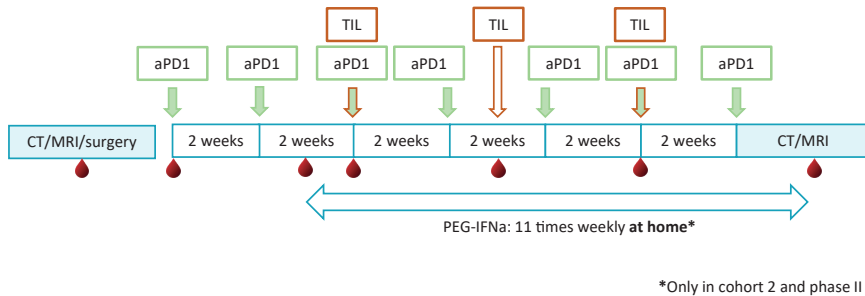 TIL TIL TIL
aPD1 aPD1 aPD1 aPD1 aPD1 aPD1 aPD1
CT/MRI/surgery 2 weeks 2 weeks 2 weeks 2 weeks 2 weeks 2 weeks CT/MRI
PEG-IFNa: 11 times weekly at home*
*Only in cohort 2 and phase II